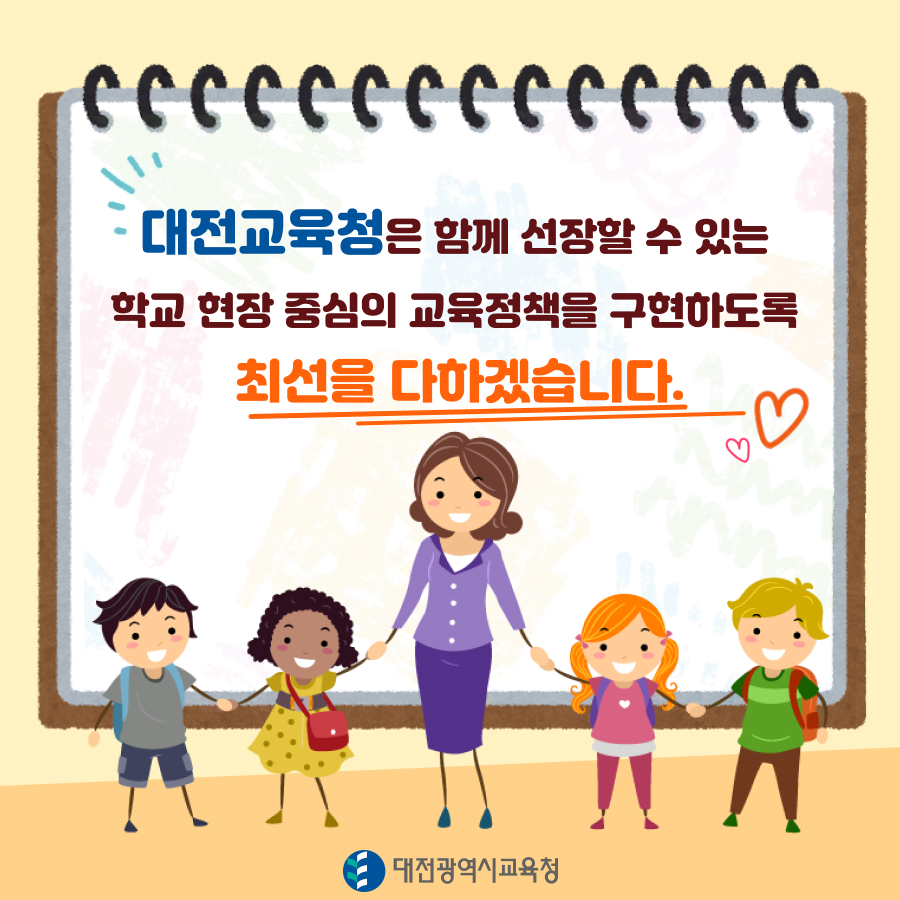 대전교육청은 함께 선장할 수 있는
학교 현장 중심의 교육정책을 구현하도록
최선을 다하겠습니다.
대전광역시교육청